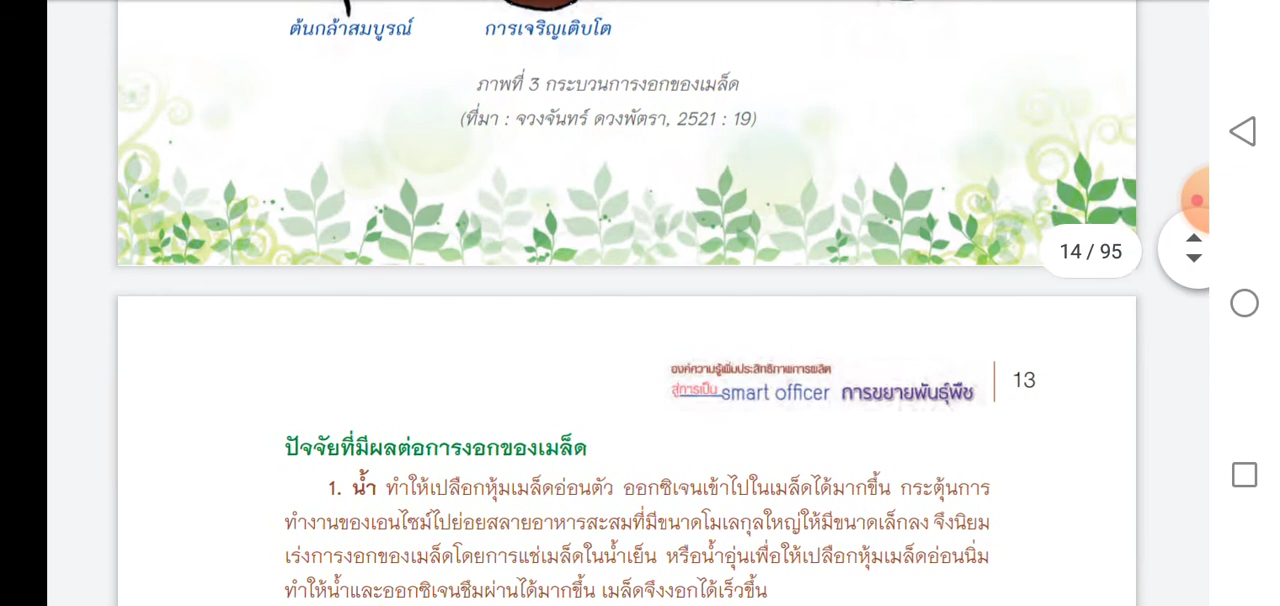 ต้นกล้าสมบูรณ์ การเจริญเติบโต
ภาพที่ 3 กระบวนการงอกของเมล็ด
(ที่มา : จวงจันทร์ ดวงพัตรา, 2521 : 19)
14 / 95
องค์ความรู้เพิ่มประสิทธิภาพการผลิต
สู่การเป็น smart officer การขยายพันธุ์พืช
13
ปัจจัยที่มีผลต่อการงอกของเมล็ด
1. น้ำ ทำให้เปลือกหุ้มเมล็ดอ่อนตัว ออกซิเจนเข้าไปในเมล็ดได้มากขึ้น กระตุ้นการ
ทำงานของเอนไซม์ไปย่อยสลายอาหารสะสมที่มีขนาดโมเลกุลใหญ่ให้มีขนาดเล็กลง จึงนิยม
เร่งการงอกของเมล็ดโดยการแช่เมล็ดในน้ำเย็น หรือน้ำอุ่นเพื่อให้เปลือกหุ้มเมล็ดอ่อนนิ่ม
ทำให้น้ำและออกซิเจนซึมผ่านได้มากขึ้น เมล็ดจึงงอกได้เร็วขึ้น